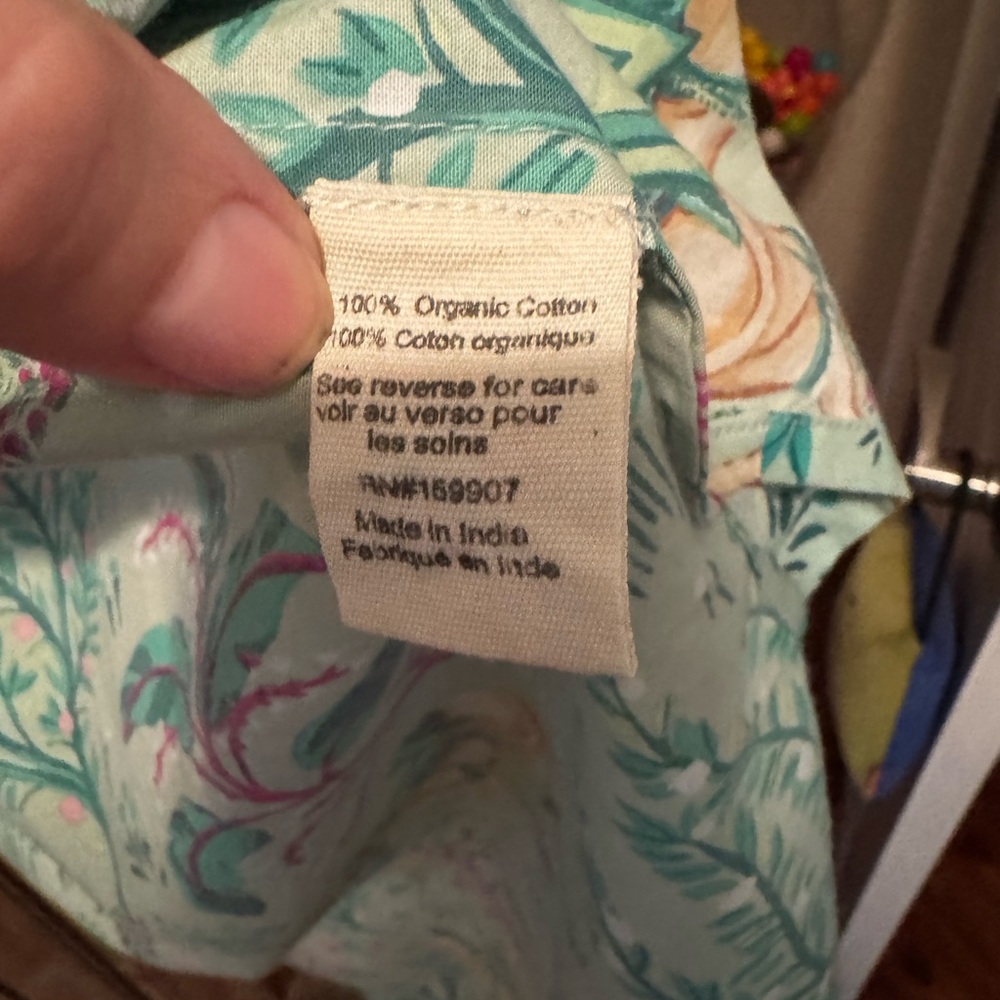 100% Organic Cotton
100% Coton organique
See reverse for care
voir au verso pour
les soins
RN#159907
Made in India
Fabriqué en Inde